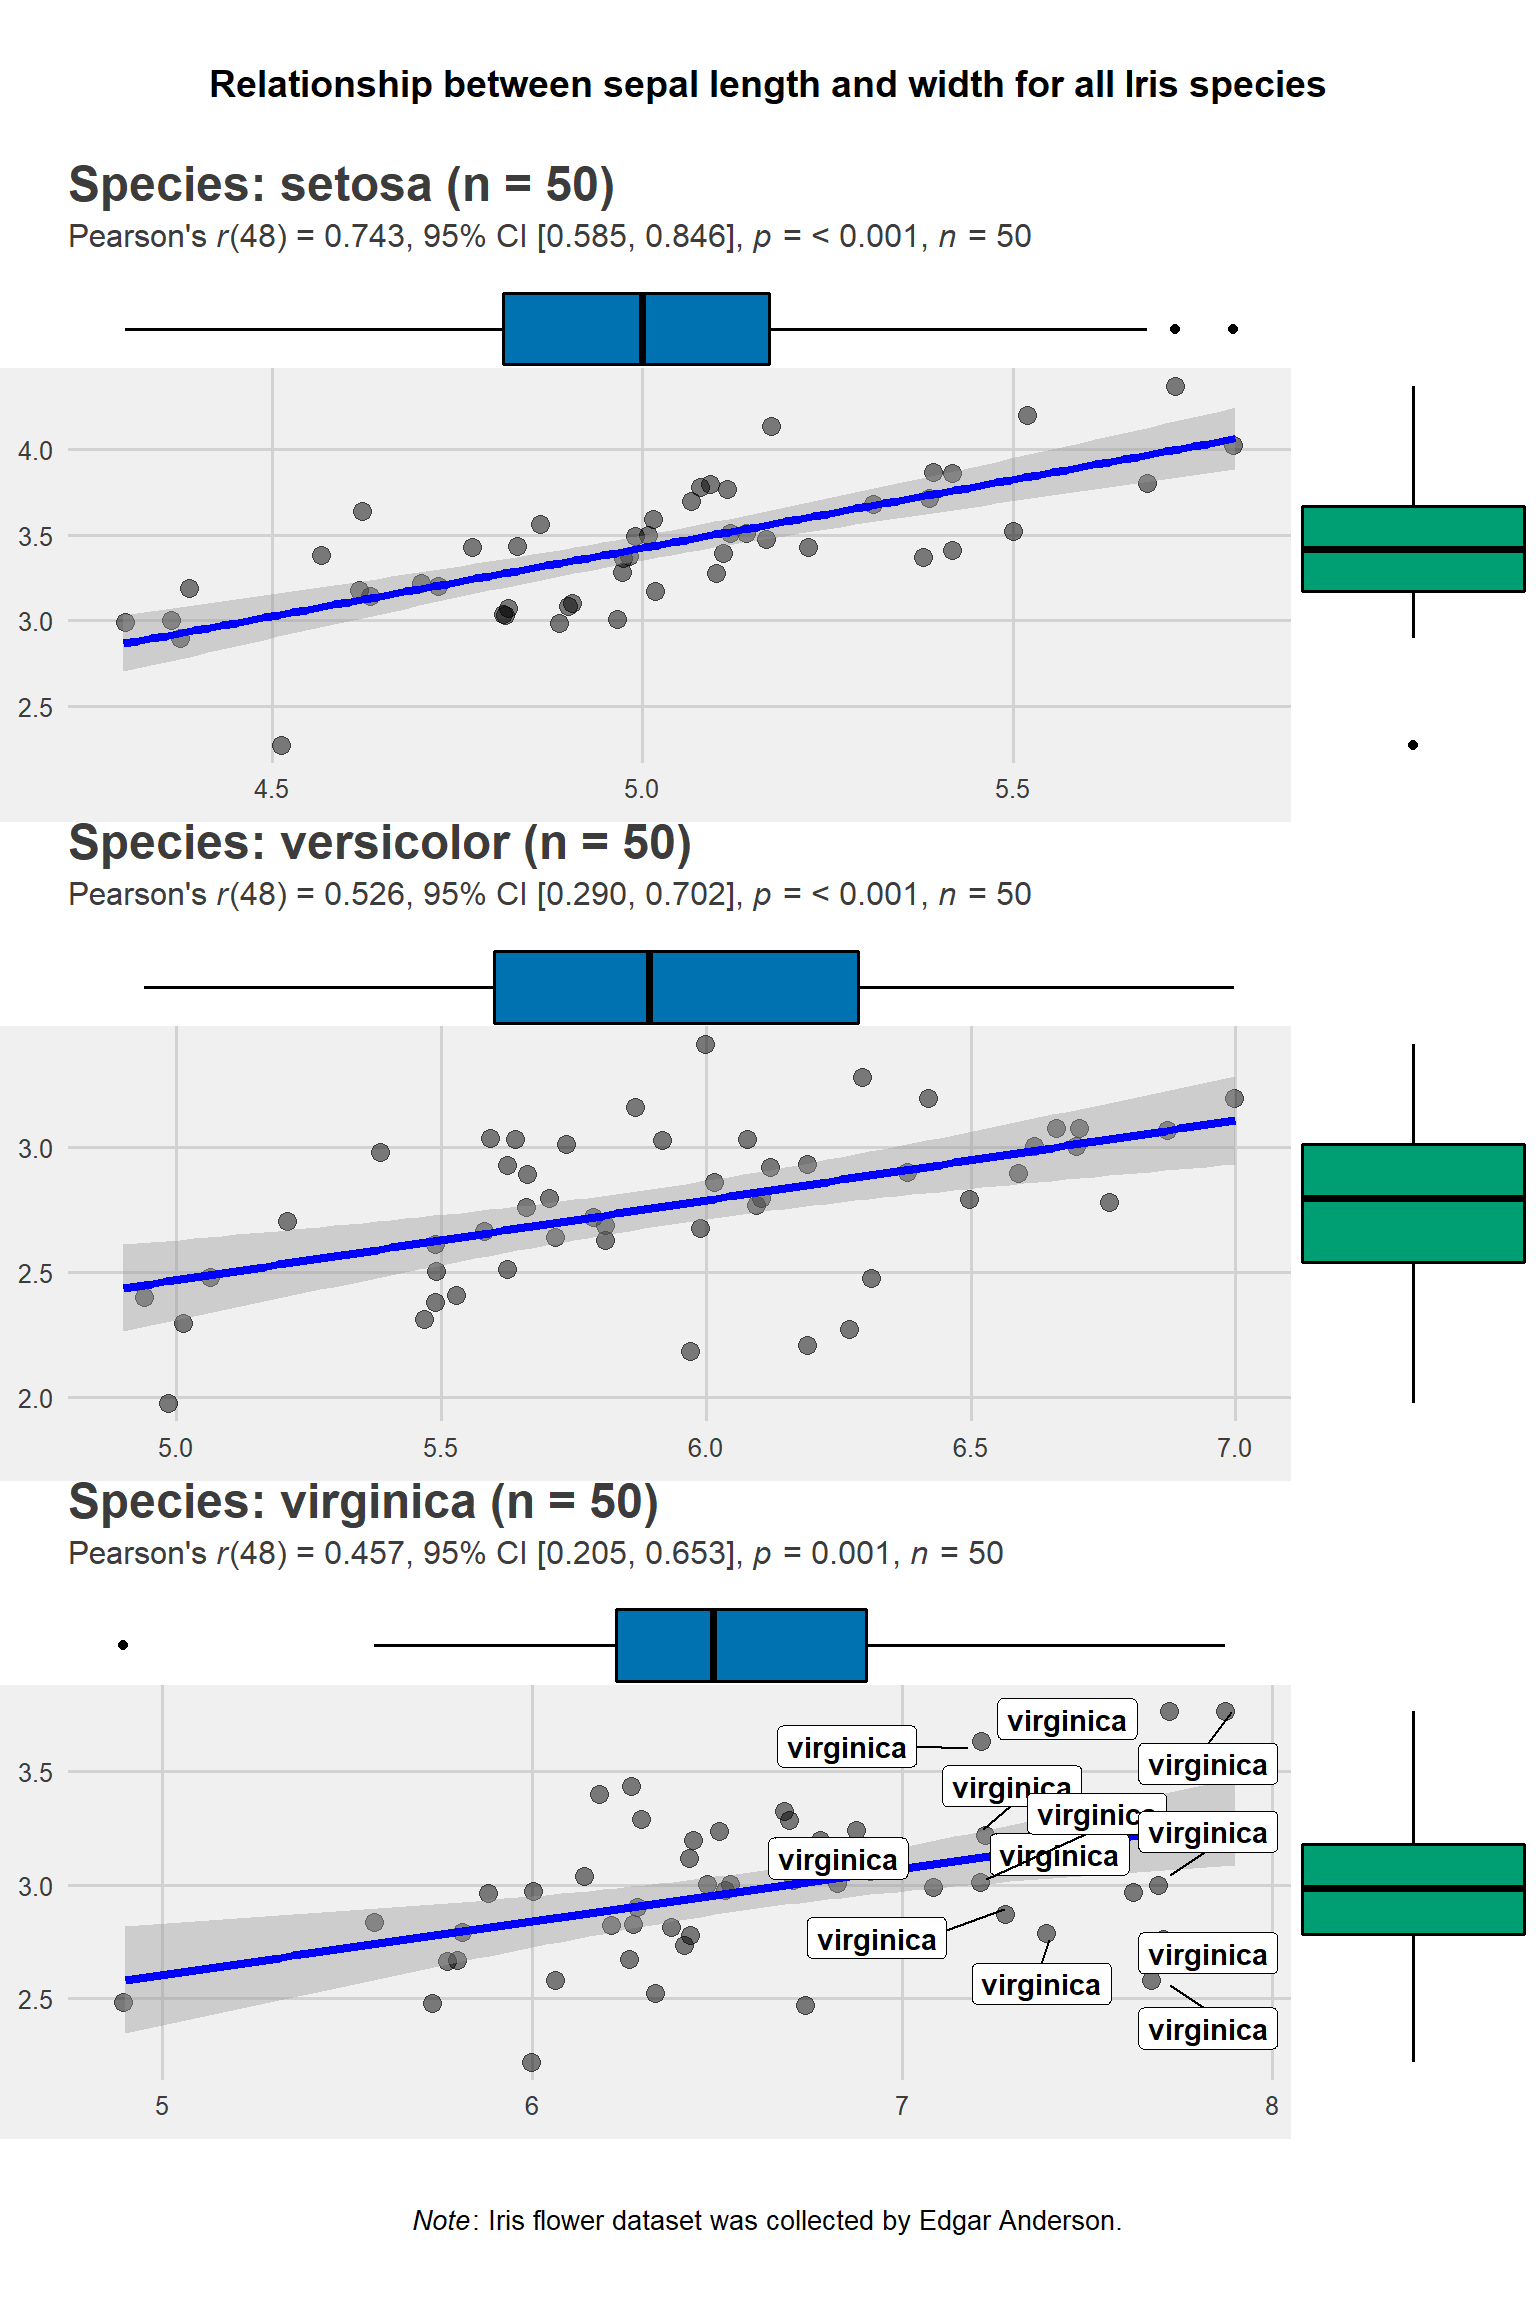 Relationship between sepal length and width for all Iris species
Species: setosa (n = 50)
Pearson's r(48) = 0.743, 95% CI [0.585, 0.846], p = < 0.001, n = 50
4.0
3.5
3.0
2.5
4.5 5.0 5.5
Species: versicolor (n = 50)
Pearson's r(48) = 0.526, 95% CI [0.290, 0.702], p = < 0.001, n = 50
3.0
2.5
2.0
5.0 5.5 6.0 6.5 7.0
Species: virginica (n = 50)
Pearson's r(48) = 0.457, 95% CI [0.205, 0.653], p = 0.001, n = 50
virginica
virginica
virginica
3.5
virginica
virginica
virginica
virginica
virginica
3.0
virginica
virginica
virginica
2.5
virginica
5 6 7 8
Note: Iris flower dataset was collected by Edgar Anderson.